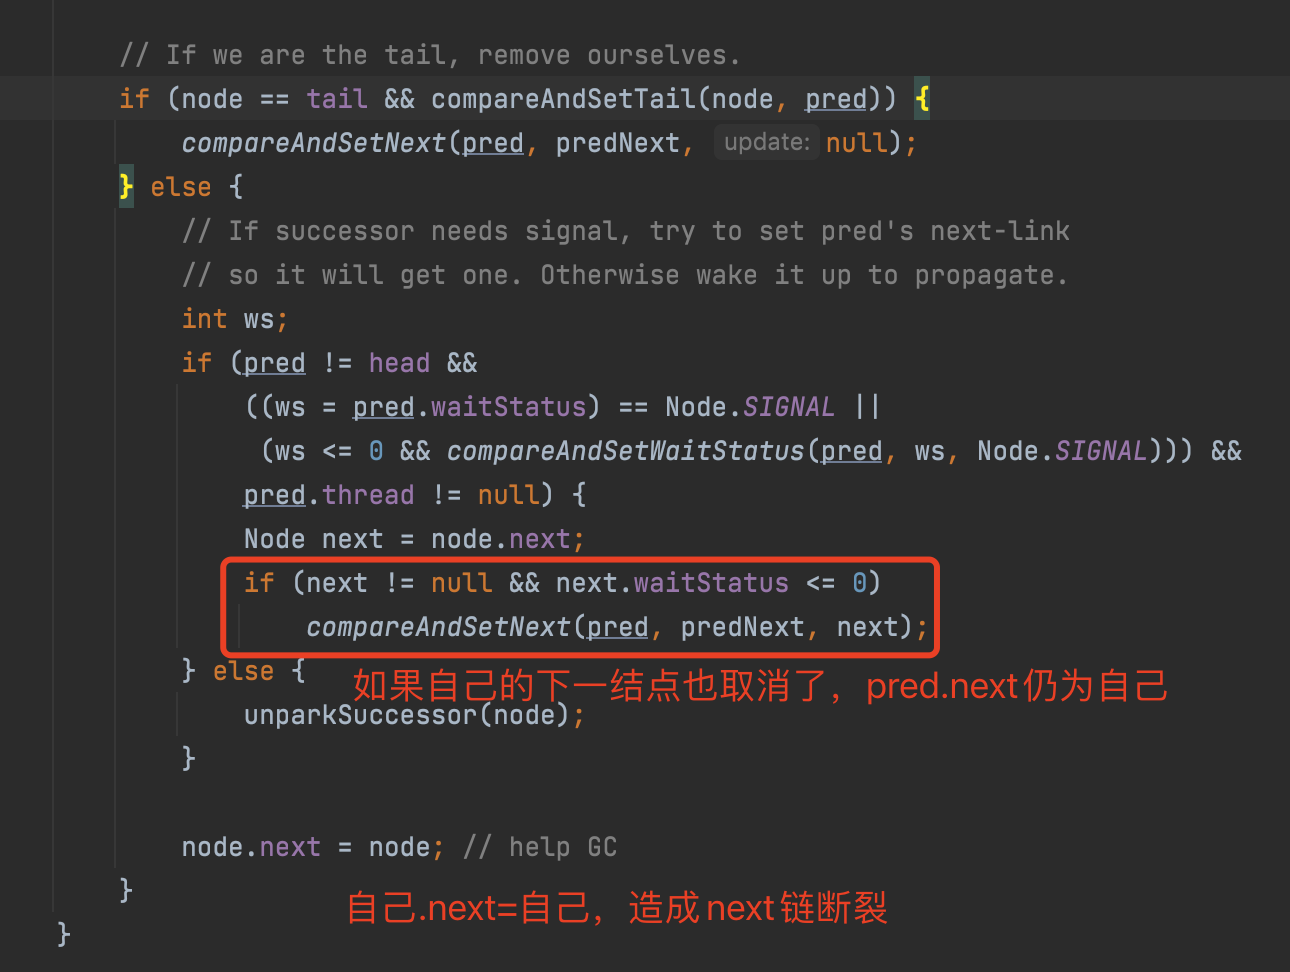 // If we are the tail, remove ourselves.
if (node == tail && compareAndSetTail(node, pred)) {
compareAndSetNext(pred, predNext, update: null);
} else {
// If successor needs signal, try to set pred's next-link
// so it will get one. Otherwise wake it up to propagate.
int ws;
if (pred != head &&
((ws = pred.waitStatus) == Node.SIGNAL ||
(ws <= 0 && compareAndSetWaitStatus(pred, ws, Node.SIGNAL))) &&
pred.thread != null) {
Node next = node.next;
if (next != null && next.waitStatus <= 0)
compareAndSetNext(pred, predNext, next);
} else {
如果自己的下一结点也取消了，pred.next仍为自己
unparkSuccessor(node);
}
node.next = node; // help GC
}
自己.next=自己，造成next链断裂
}